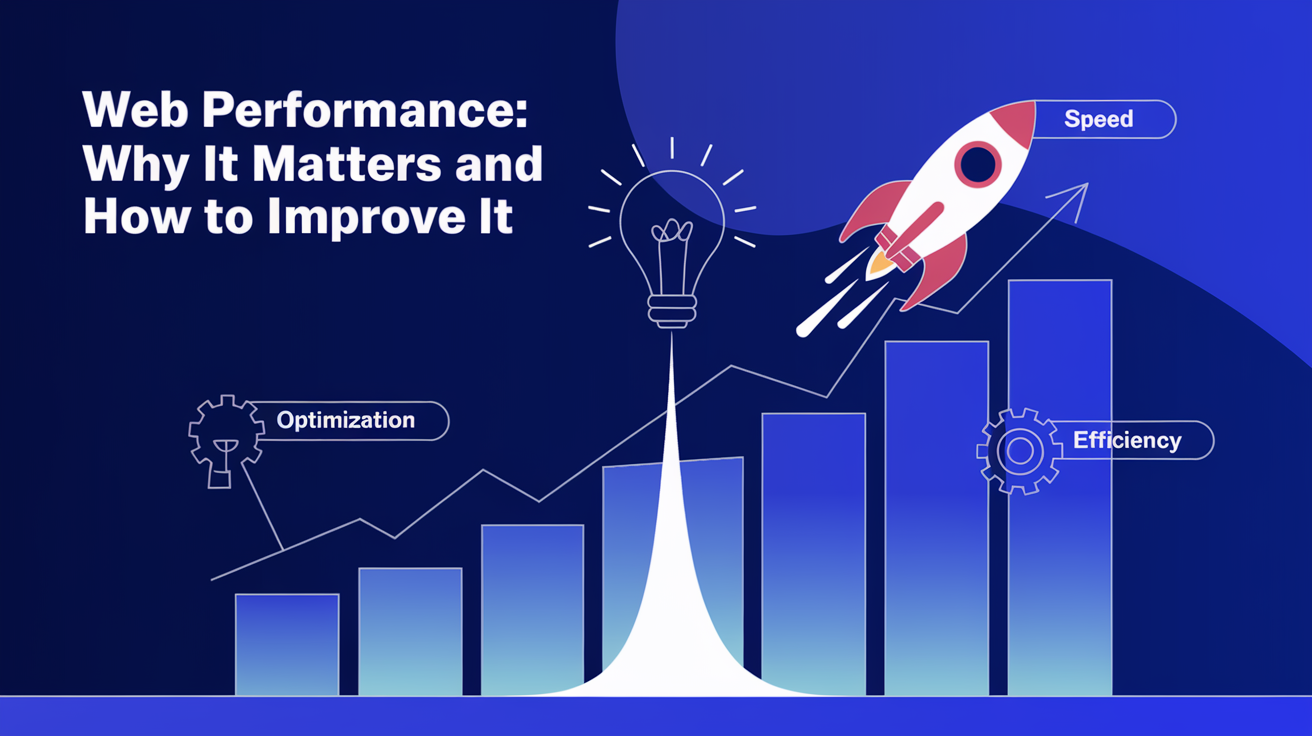 Web Performance:
Why It Matters and
How to Improve It
Speed
Optimization
Efficiency